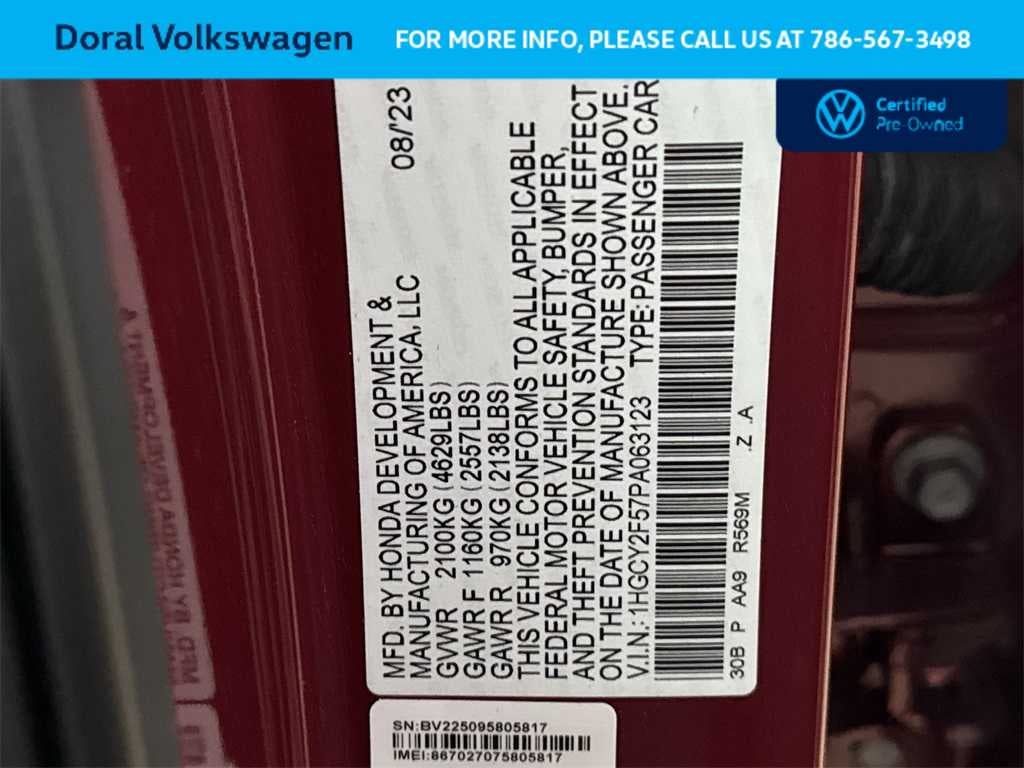 Doral Volkswagen
FOR MORE INFO, PLEASE CALL US AT 786-567-3498
Certified
Pre-Owned
MFD. BY HONDA DEVELOPMENT &
MANUFACTURING OF AMERICA, LLC 08/'23
GVWR 2100KG (4629LBS)
GAWR F 1160KG (2557LBS)
GAWR R 970KG (2138LBS)
THIS VEHICLE CONFORMS TO ALL APPLICABLE
FEDERAL MOTOR VEHICLE SAFETY, BUMPER,
AND THEFT PREVENTION STANDARDS IN EFFECT
ON THE DATE OF MANUFACTURE SHOWN ABOVE.
V.I.N.: 1HGCY2F57PA063123 TYPE: PASSENGER CAR
30B P AA9 R569M .Z .A
SN:BV225095805817
IMEI:867027075805817